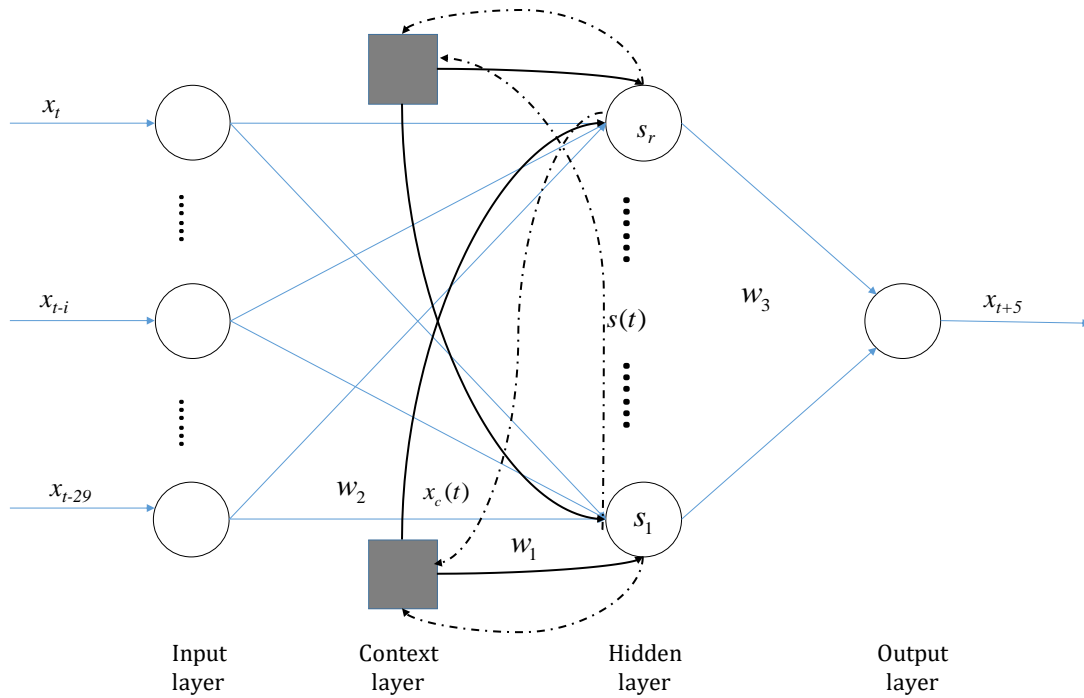 x_t
s_r
x_{t-i}
w_3
x_{t+5}
s(t)
x_{t-29}
w_2
x_c(t)
s_1
w_1
Input
layer
Context
layer
Hidden
layer
Output
layer